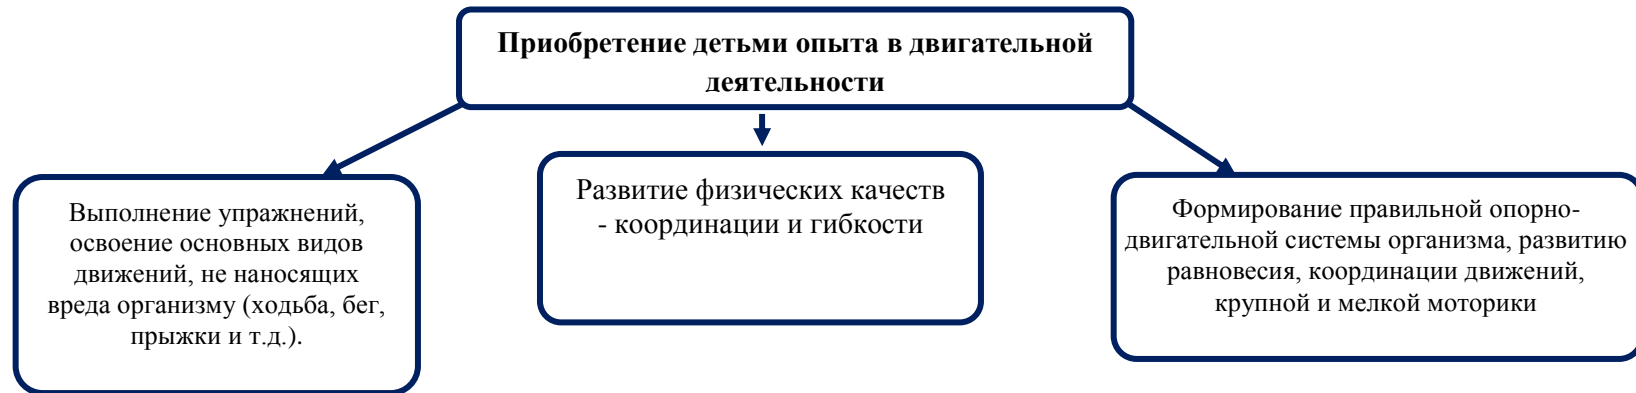 Приобретение детьми опыта в двигательной
деятельности
Выполнение упражнений,
освоение основных видов
движений, не наносящих
вреда организму (ходьба, бег,
прыжки и т.д.).
Развитие физических качеств
- координации и гибкости
Формирование правильной опорно-
двигательной системы организма, развитию
равновесия, координации движений,
крупной и мелкой моторики